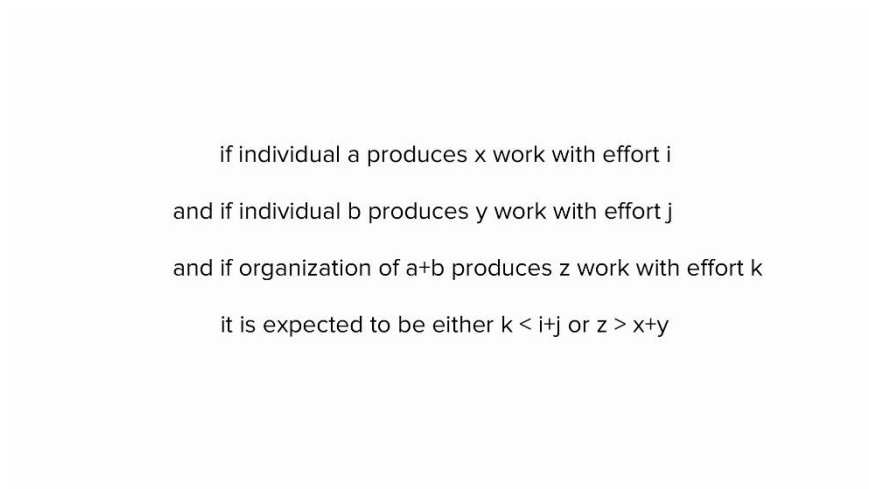 if individual a produces x work with effort i
and if individual b produces y work with effort j
and if organization of a+b produces z work with effort k
it is expected to be either k < i+j or z > x+y